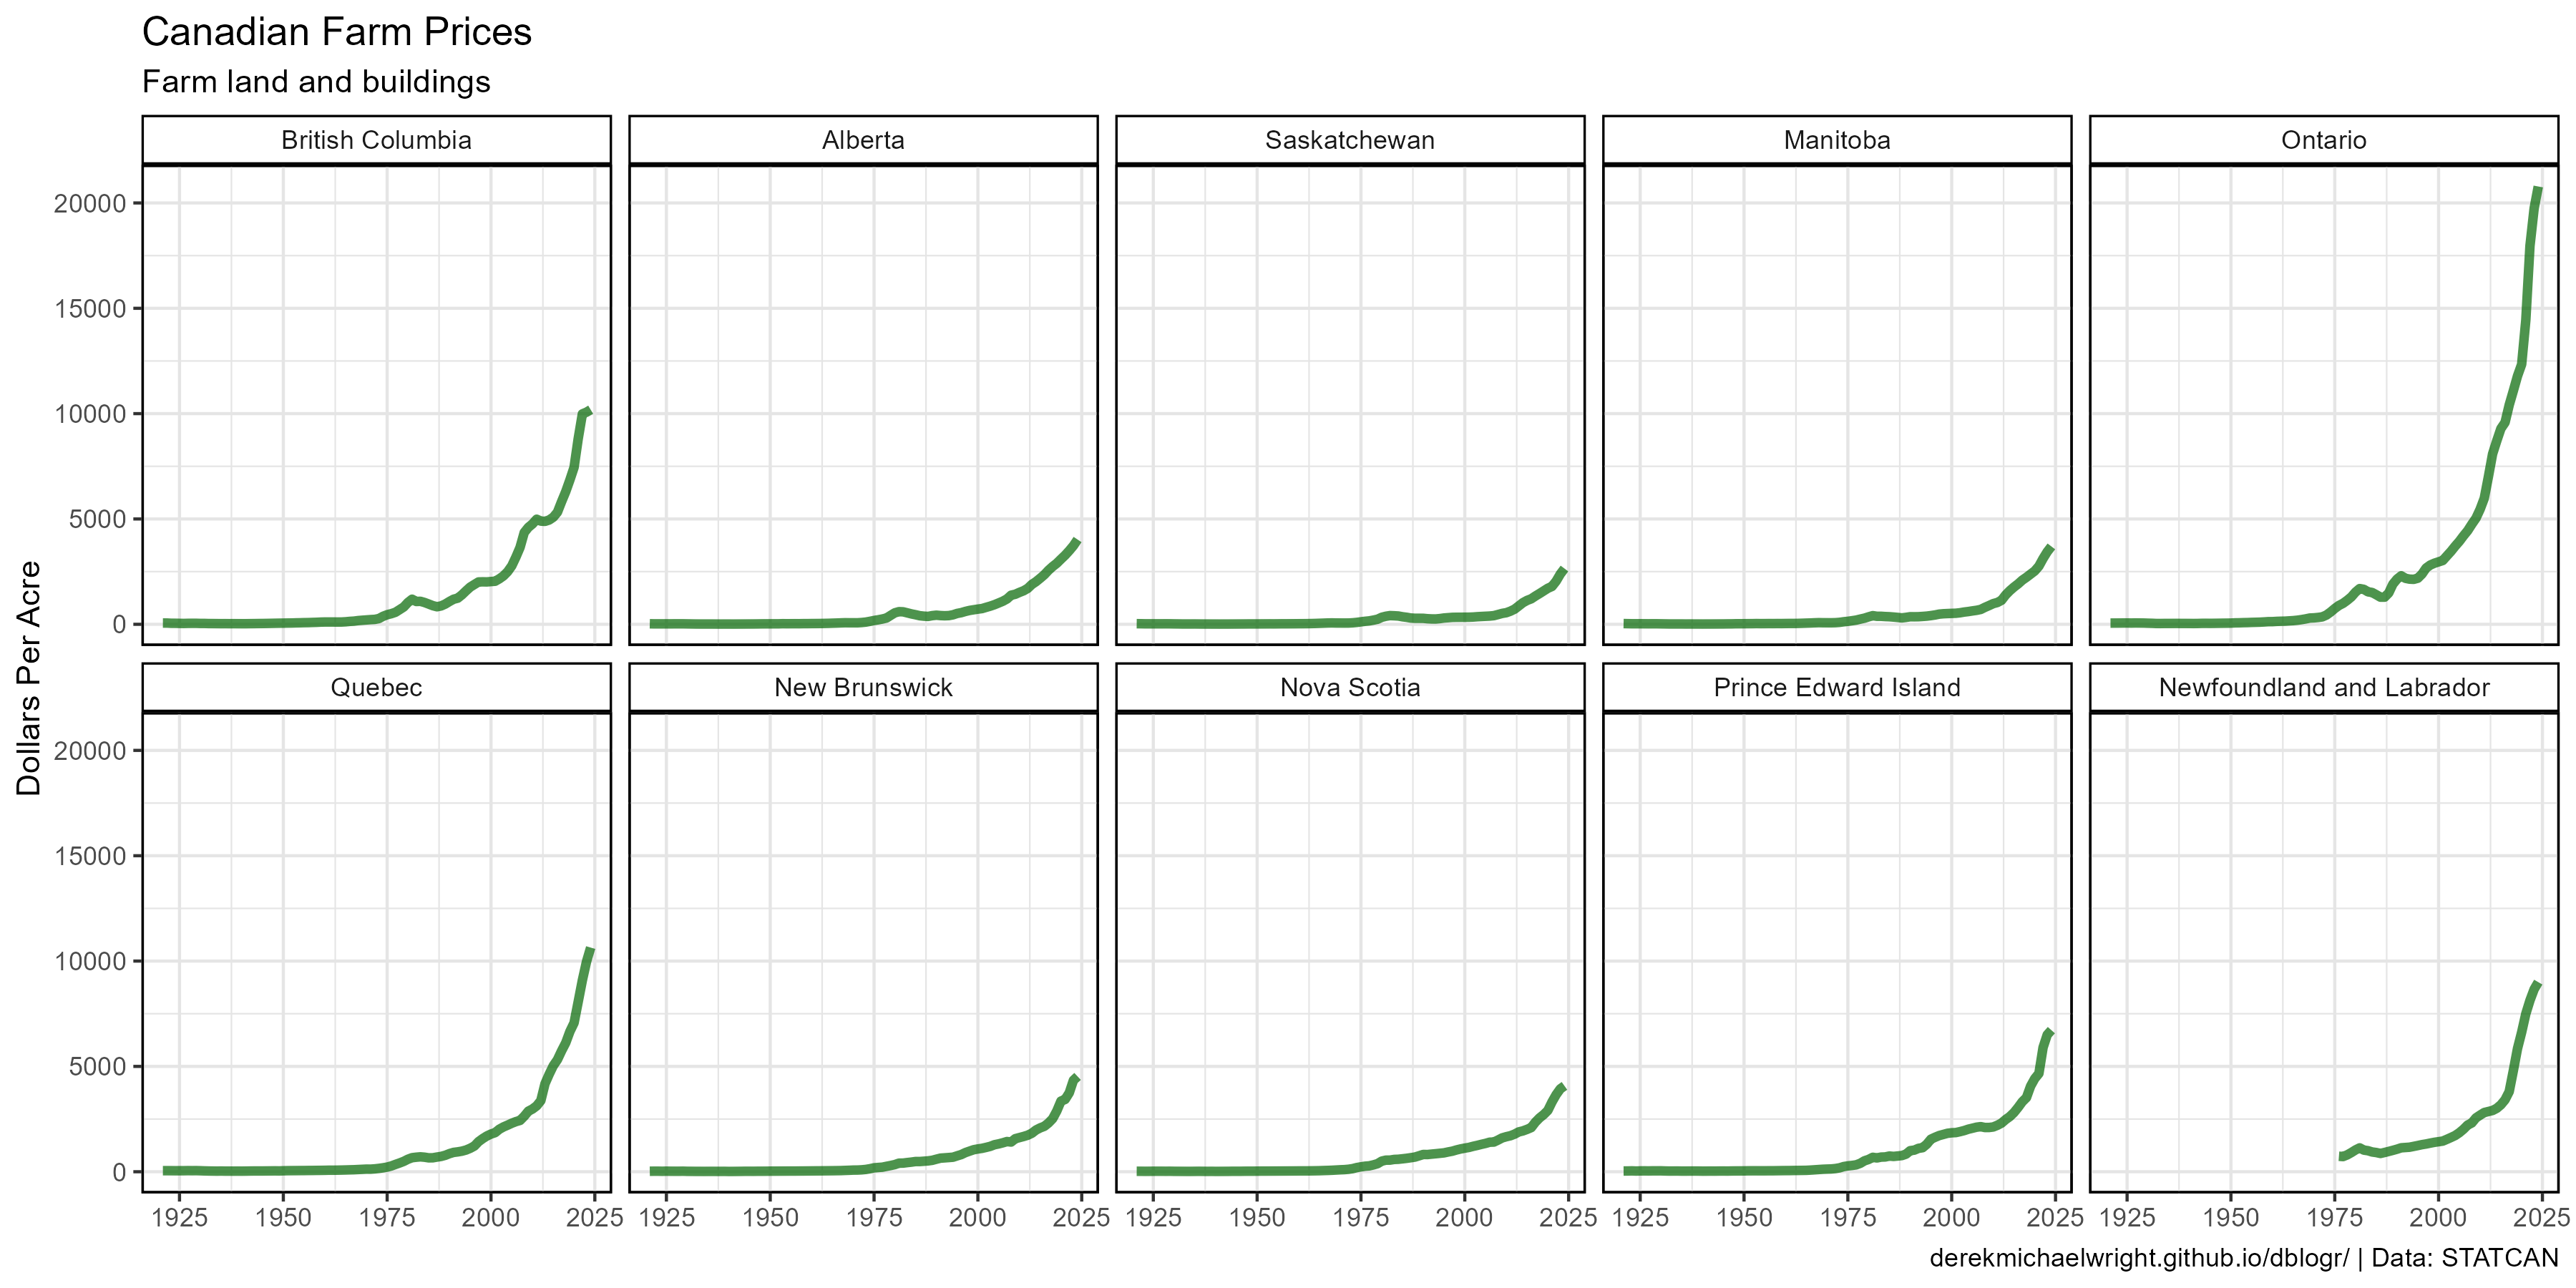 Canadian Farm Prices
Farm land and buildings
British Columbia
Alberta
Saskatchewan
Manitoba
Ontario
20000
15000
10000
5000
0
Dollars Per Acre
Quebec
New Brunswick
Nova Scotia
Prince Edward Island
Newfoundland and Labrador
20000
15000
10000
5000
0
1925 1950 1975 2000 2025
1925 1950 1975 2000 2025
1925 1950 1975 2000 2025
1925 1950 1975 2000 2025
1925 1950 1975 2000 2025
derekmichaelwright.github.io/dblogr/ | Data: STATCAN